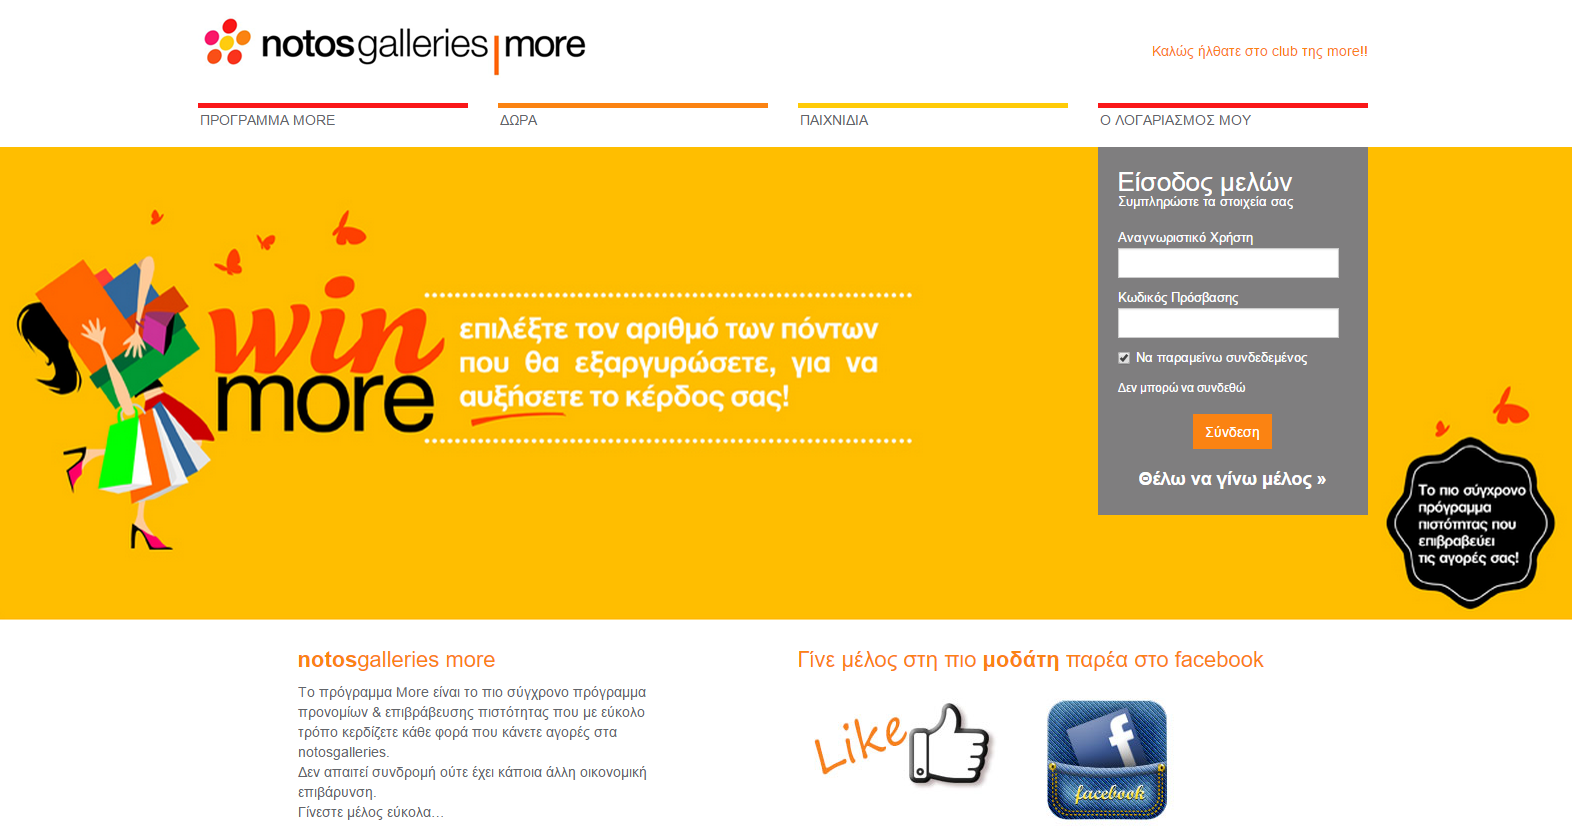 notosgalleries|more
Καλώς ήλθατε στο club της more!!
ΠΡΟΓΡΑΜΜΑ MORE
ΔΩΡΑ
ΠΑΙΧΝΙΔΙΑ
Ο ΛΟΓΑΡΙΑΣΜΟΣ ΜΟΥ
win
more
επιλέξτε τον αριθμό των πόντων
που θα εξαργυρώσετε, για να
αυξήσετε το κέρδος σας!
Είσοδος μελών
Συμπληρώστε τα στοιχεία σας
Αναγνωριστικό Χρήστη
Κωδικός Πρόσβασης
Να παραμείνω συνδεδεμένος
Δεν μπορώ να συνδεθώ
Σύνδεση
Θέλω να γίνω μέλος »
Το πιο σύγχρονο
πρόγραμμα
πιστότητας που
επιβραβεύει
τις αγορές σας!
notosgalleries more
Το πρόγραμμα More είναι το πιο σύγχρονο πρόγραμμα
προνομίων & επιβράβευσης πιστότητας που με εύκολο
τρόπο κερδίζετε κάθε φορά που κάνετε αγορές στα
notosgalleries.
Δεν απαιτεί συνδρομή ούτε έχει κάποια άλλη οικονομική
επιβάρυνση.
Γίνεστε μέλος εύκολα…
Γίνε μέλος στη πιο μοδάτη παρέα στο facebook
Like
f
facebook